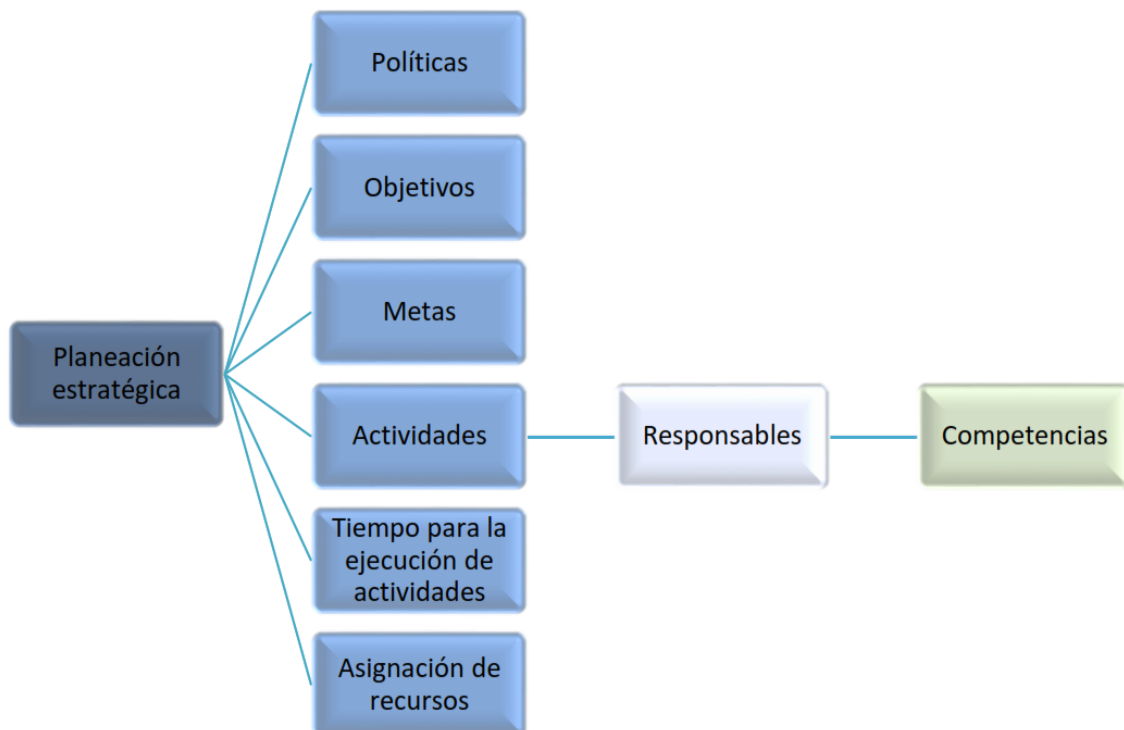 Políticas
Objetivos
Metas
Planeación
estratégica
Actividades
Responsables
Competencias
Tiempo para la
ejecución de
actividades
Asignación de
recursos